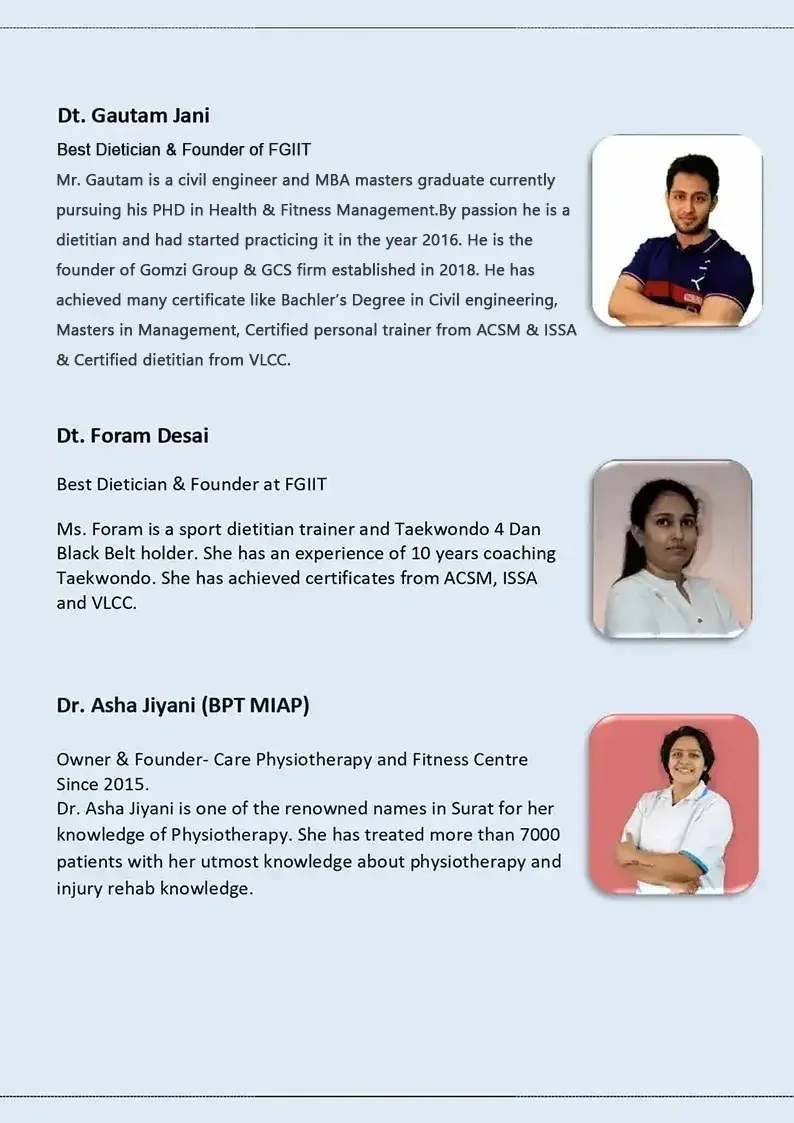 Dt. Gautam Jani
Best Dietician & Founder of FGIIT
Mr. Gautam is a civil engineer and MBA masters graduate currently
pursuing his PHD in Health & Fitness Management.By passion he is a
dietitian and had started practicing it in the year 2016. He is the
founder of Gomzi Group & GCS firm established in 2018. He has
achieved many certificate like Bachler’s Degree in Civil engineering,
Masters in Management, Certified personal trainer from ACSM & ISSA
& Certified dietitian from VLCC.
Dt. Foram Desai
Best Dietician & Founder at FGIIT
Ms. Foram is a sport dietitian trainer and Taekwondo 4 Dan
Black Belt holder. She has an experience of 10 years coaching
Taekwondo. She has achieved certificates from ACSM, ISSA
and VLCC.
Dr. Asha Jiyani (BPT MIAP)
Owner & Founder- Care Physiotherapy and Fitness Centre
Since 2015.
Dr. Asha Jiyani is one of the renowned names in Surat for her
knowledge of Physiotherapy. She has treated more than 7000
patients with her utmost knowledge about physiotherapy and
injury rehab knowledge.